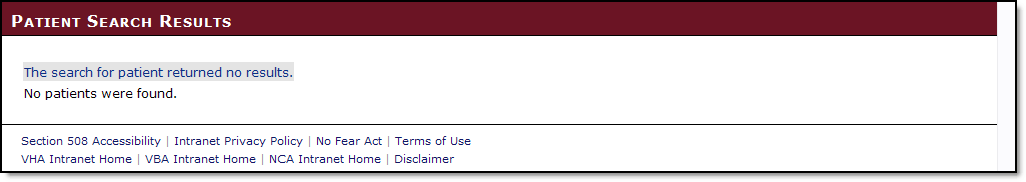 Patient Search Results
The search for patient returned no results.
No patients were found.
Section 508 Accessibility | Intranet Privacy Policy | No Fear Act | Terms of Use
VHA Intranet Home | VBA Intranet Home | NCA Intranet Home | Disclaimer